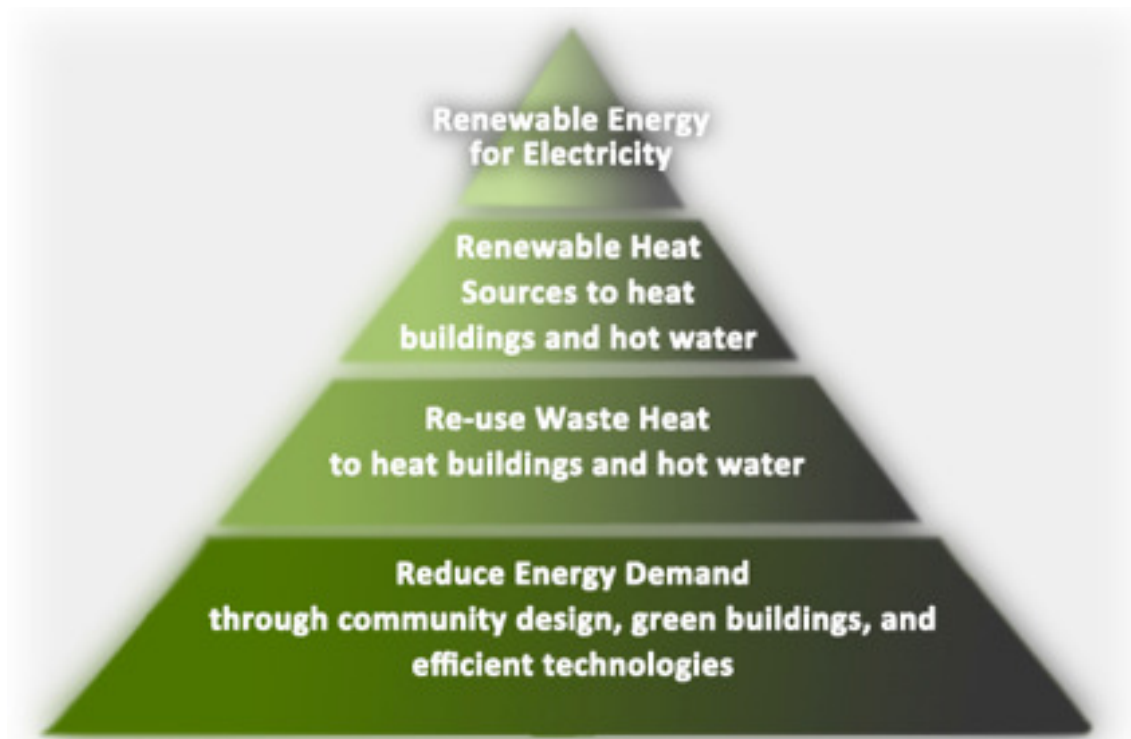 Renewable Energy
for Electricity
Renewable Heat
Sources to heat
buildings and hot water
Re-use Waste Heat
to heat buildings and hot water
Reduce Energy Demand
through community design, green buildings, and
efficient technologies